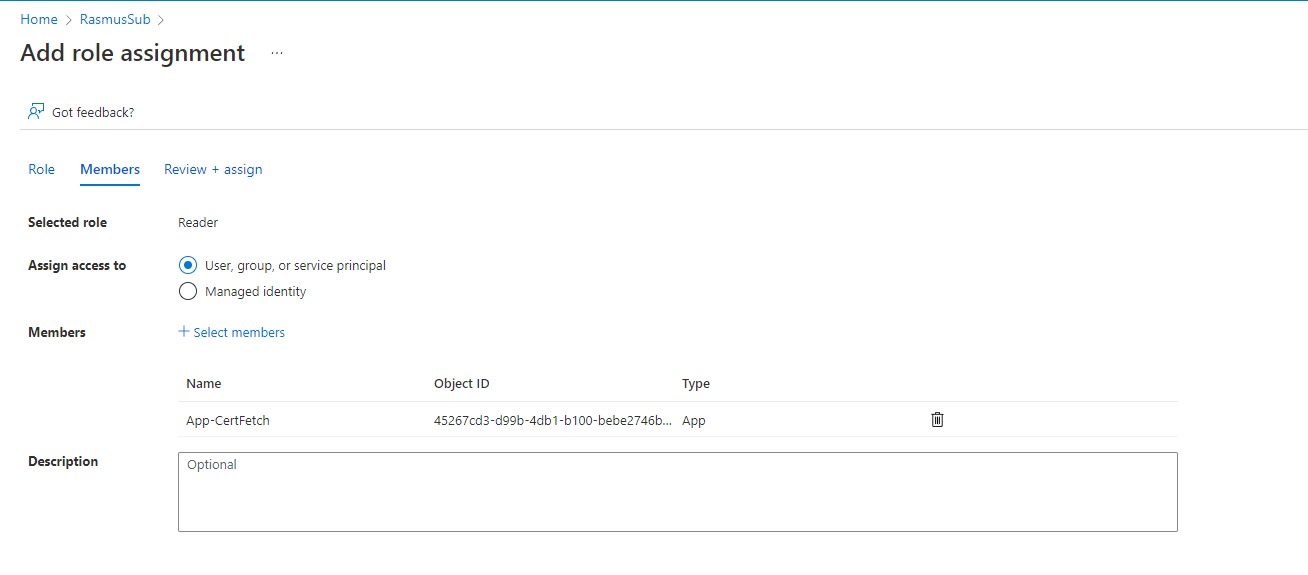 Home > RasmusSub >
Add role assignment ...
Got feedback?
Role Members Review + assign
Selected role Reader
Assign access to User, group, or service principal
Managed identity
Members + Select members
Name Object ID Type
App-CertFetch 45267cd3-d99b-4db1-b100-bebe2746b... App
Description Optional